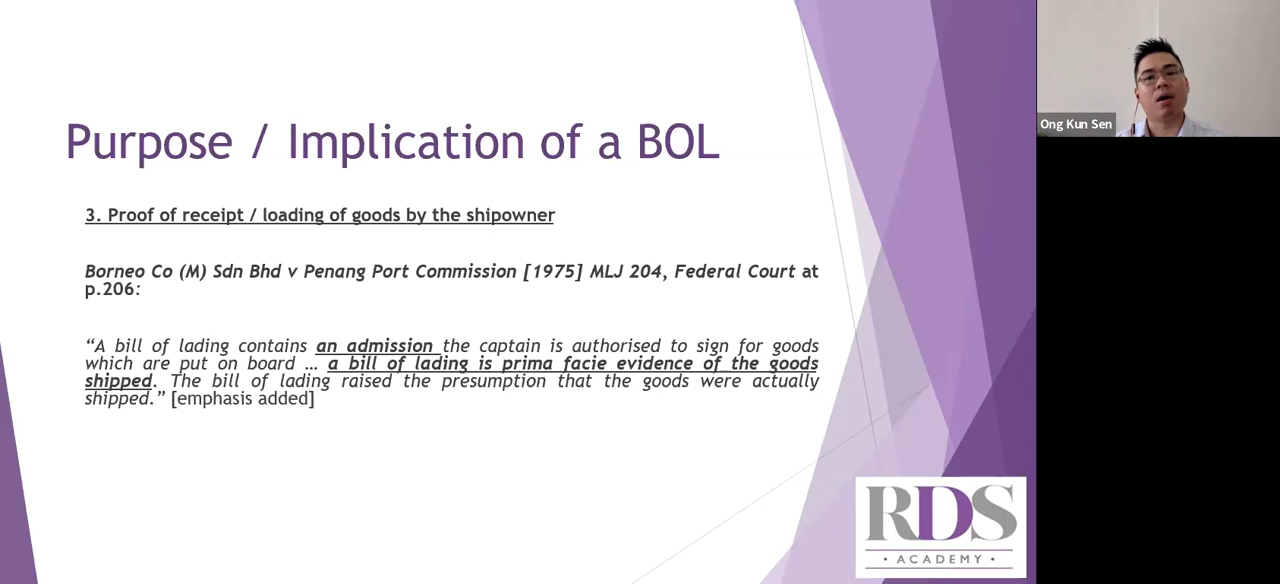 Purpose / Implication of a BOL
3. Proof of receipt / loading of goods by the shipowner
Borneo Co (M) Sdn Bhd v Penang Port Commission [1975] MLJ 204, Federal Court at
p.206:
“A bill of lading contains an admission the captain is authorised to sign for goods
which are put on board … a bill of lading is prima facie evidence of the goods
shipped. The bill of lading raised the presumption that the goods were actually
shipped.” [emphasis added]
RDS
• ACADEMY •
Ong Kun Sen